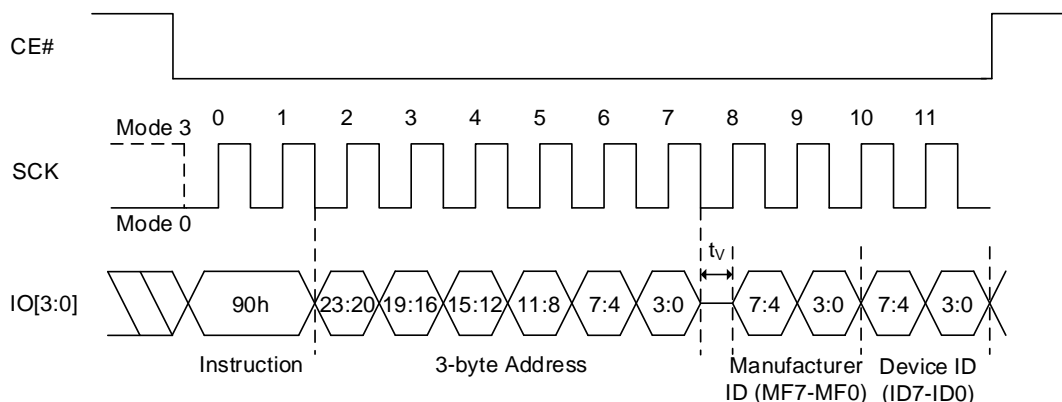 CE#
0 1 2 3 4 5 6 7 8 9 10 11
Mode 3
SCK
Mode 0
tV
IO[3:0] 90h 23:20 19:16 15:12 11:8 7:4 3:0 7:4 3:0 7:4 3:0
Instruction 3-byte Address Manufacturer Device ID
ID (MF7-MF0) (ID7-ID0)